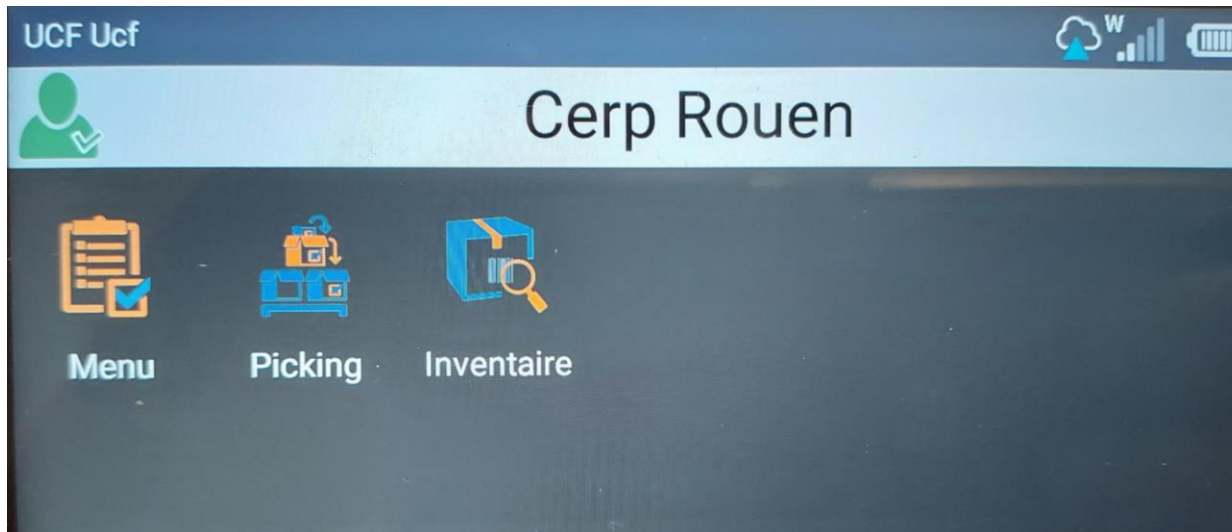 UCF Ucf
W
Cerp Rouen
Menu
Picking
Inventaire